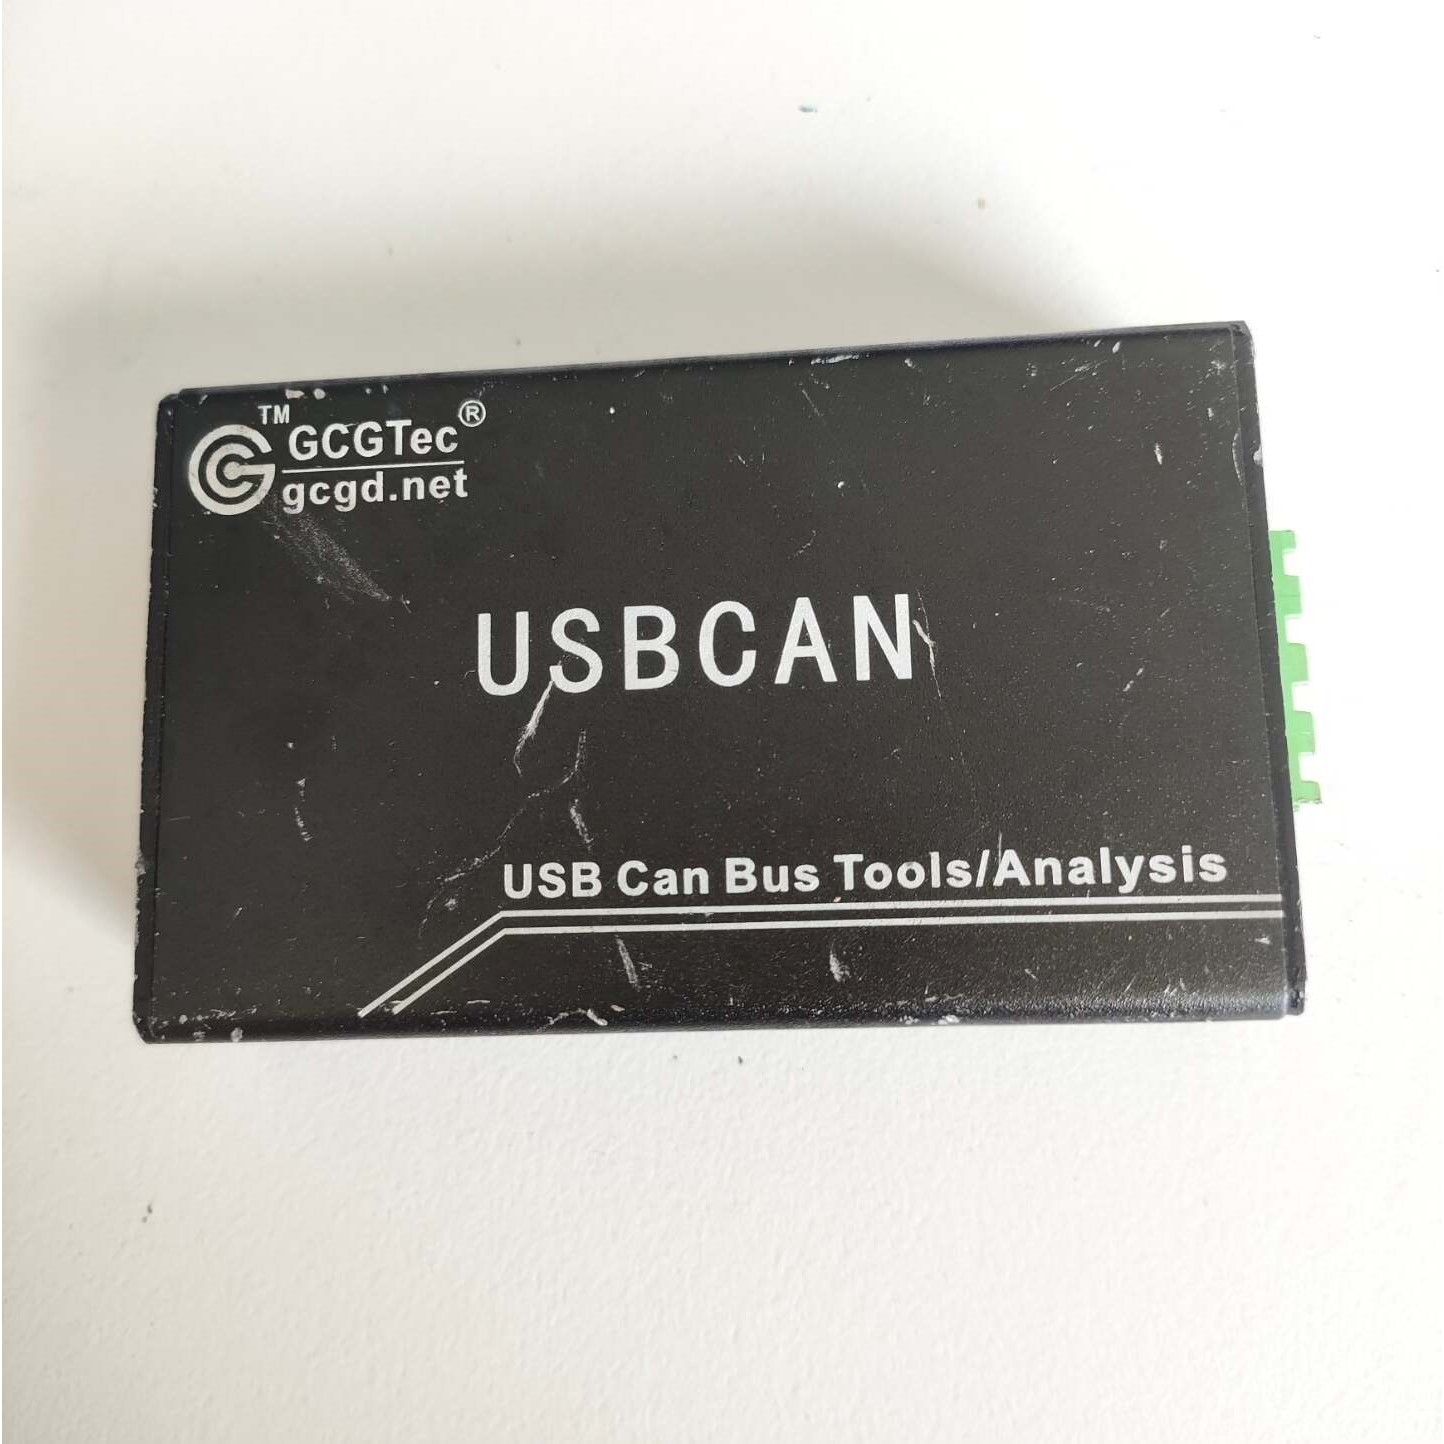 TM
GCGTec®
gcgd.net
USBCAN
USB Can Bus Tools/Analysis